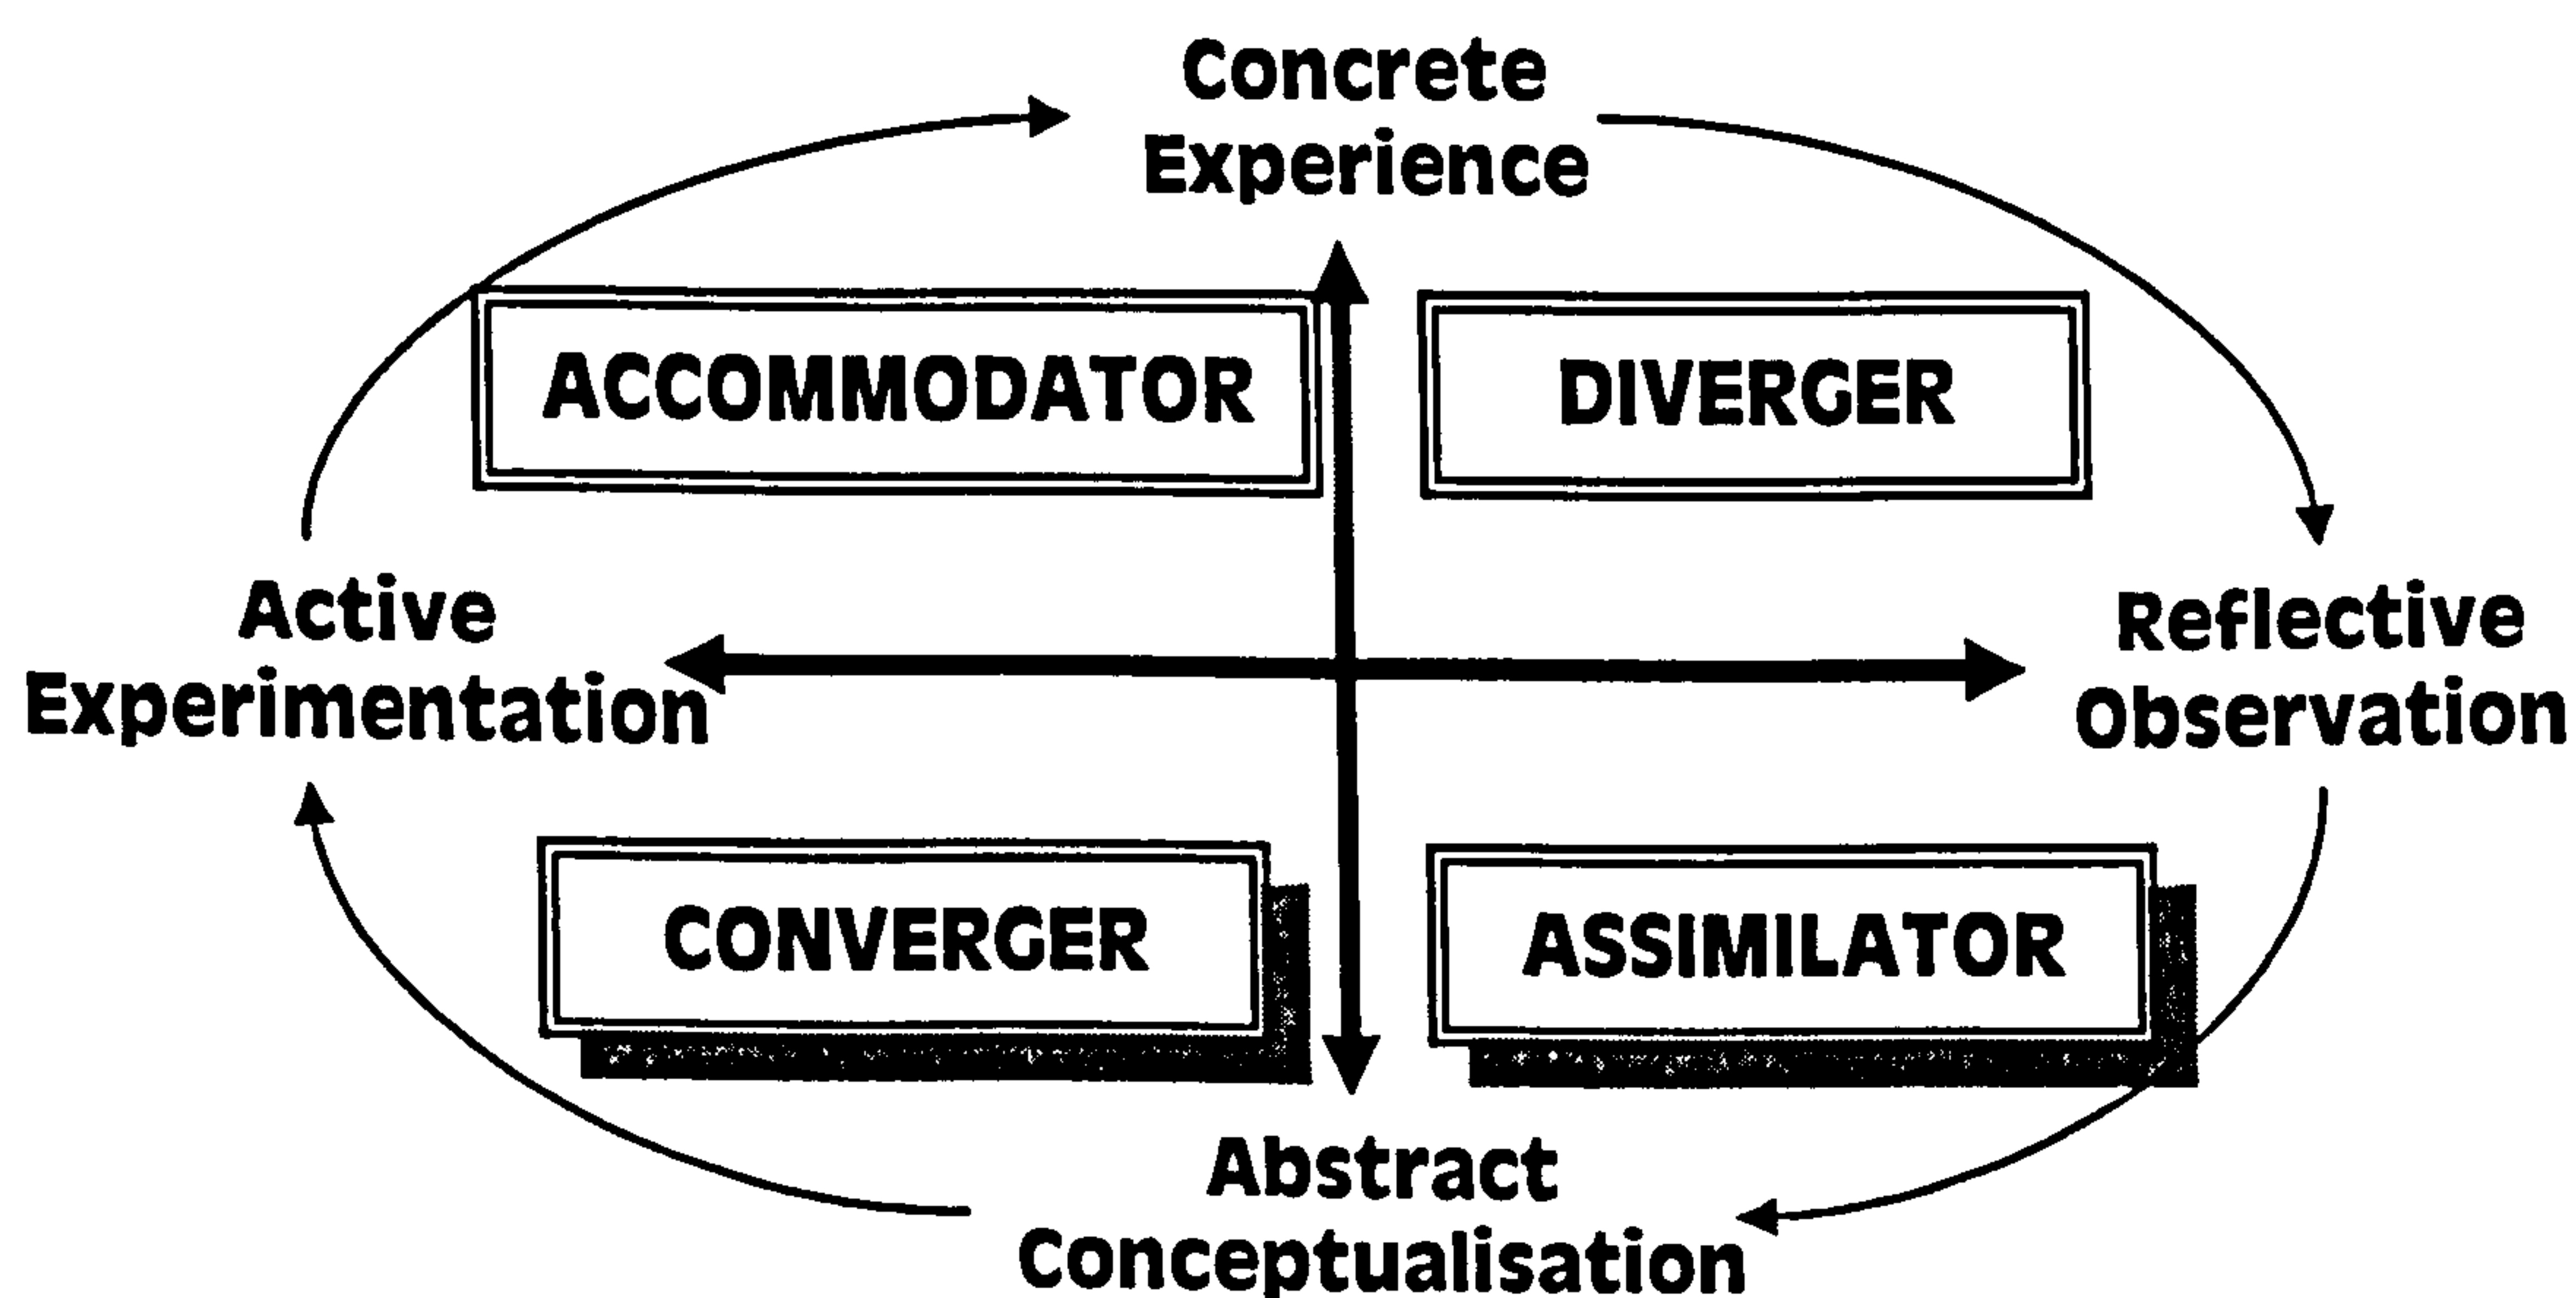 Concrete
Experience
ACCOMMODATOR
DIVERGER
Active
Experimentation
Reflective
Observation
CONVERGER
ASSIMILATOR
Abstract
Conceptualisation